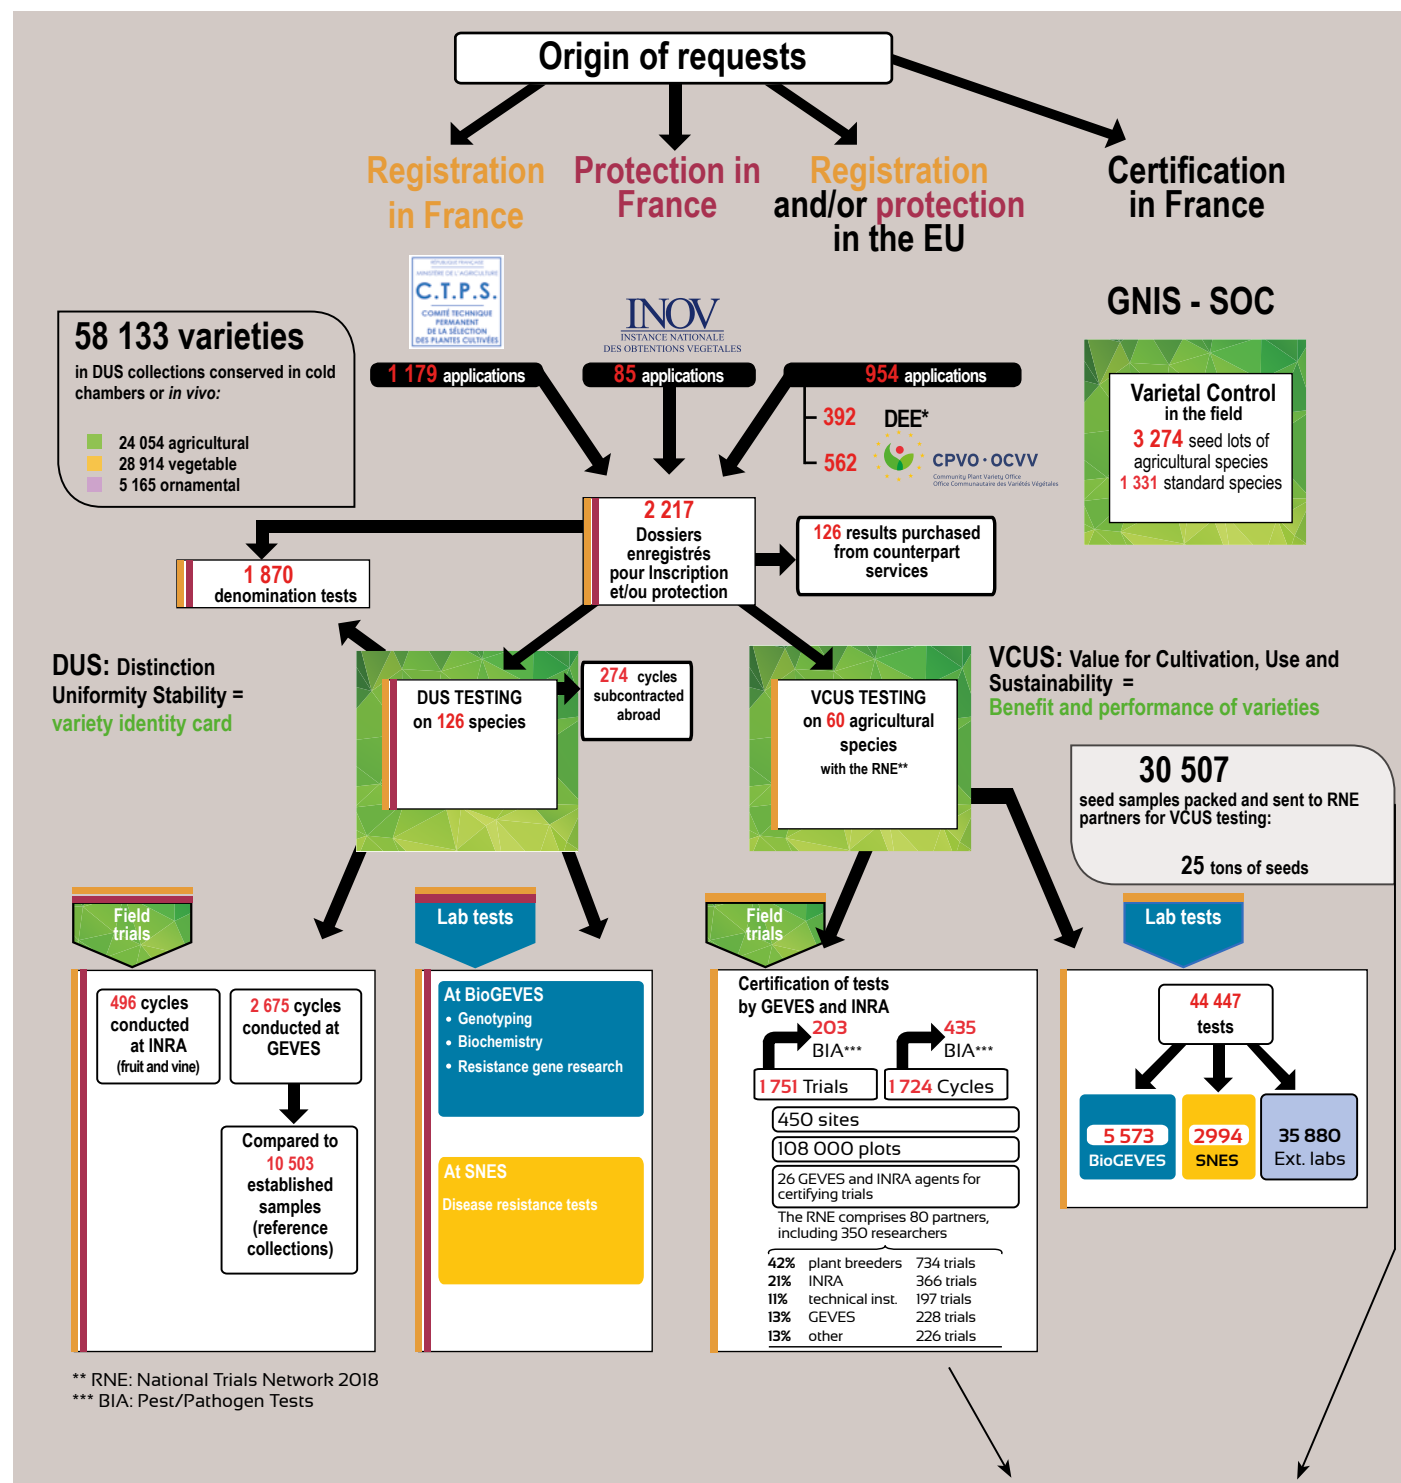 Origin of requests
Registration
in France
Protection in
France
Registration
and/or protection
in the EU
Certification
in France
RÉPUBLIQUE FRANÇAISE
MINISTÈRE DE L'AGRICULTURE
C.T.P.S.
COMITÉ TECHNIQUE
PERMANENT
DE LA SÉLECTION
DES PLANTES CULTIVÉES
INOV
INSTANCE NATIONALE
DES OBTENTIONS VEGETALES
GNIS - SOC
58 133 varieties
in DUS collections conserved in cold
chambers or in vivo:
24 054 agricultural
28 914 vegetable
5 165 ornamental
1 179 applications
85 applications
954 applications
392 DEE*
562
CPVO · OCVV
Community Plant Variety Office
Office Communautaire des Variétés Végétales
Varietal Control
in the field
3 274 seed lots of
agricultural species
1 331 standard species
2 217
Dossiers
enregistrés
pour Inscription
et/ou protection
126 results purchased
from counterpart
services
1 870
denomination tests
DUS: Distinction
Uniformity Stability =
variety identity card
DUS TESTING
on 126 species
274 cycles
subcontracted
abroad
VCUS TESTING
on 60 agricultural
species
with the RNE**
VCUS: Value for Cultivation, Use and
Sustainability =
Benefit and performance of varieties
30 507
seed samples packed and sent to RNE
partners for VCUS testing:
25 tons of seeds
Field
trials
496 cycles
conducted
at INRA
(fruit and vine)
2 675 cycles
conducted at
GEVES
Compared to
10 503
established
samples
(reference
collections)
Lab tests
At BioGEVES
• Genotyping
• Biochemistry
• Resistance gene research
At SNES
Disease resistance tests
Field
trials
Certification of tests
by GEVES and INRA
203
BIA***
435
BIA***
1 751 Trials
1 724 Cycles
450 sites
108 000 plots
26 GEVES and INRA agents for
certifying trials
The RNE comprises 80 partners,
including 350 researchers
42% plant breeders 734 trials
21% INRA 366 trials
11% technical inst. 197 trials
13% GEVES 228 trials
13% other 226 trials
Lab tests
44 447
tests
5 573
BioGEVES
2994
SNES
35 880
Ext. labs
** RNE: National Trials Network 2018
*** BIA: Pest/Pathogen Tests